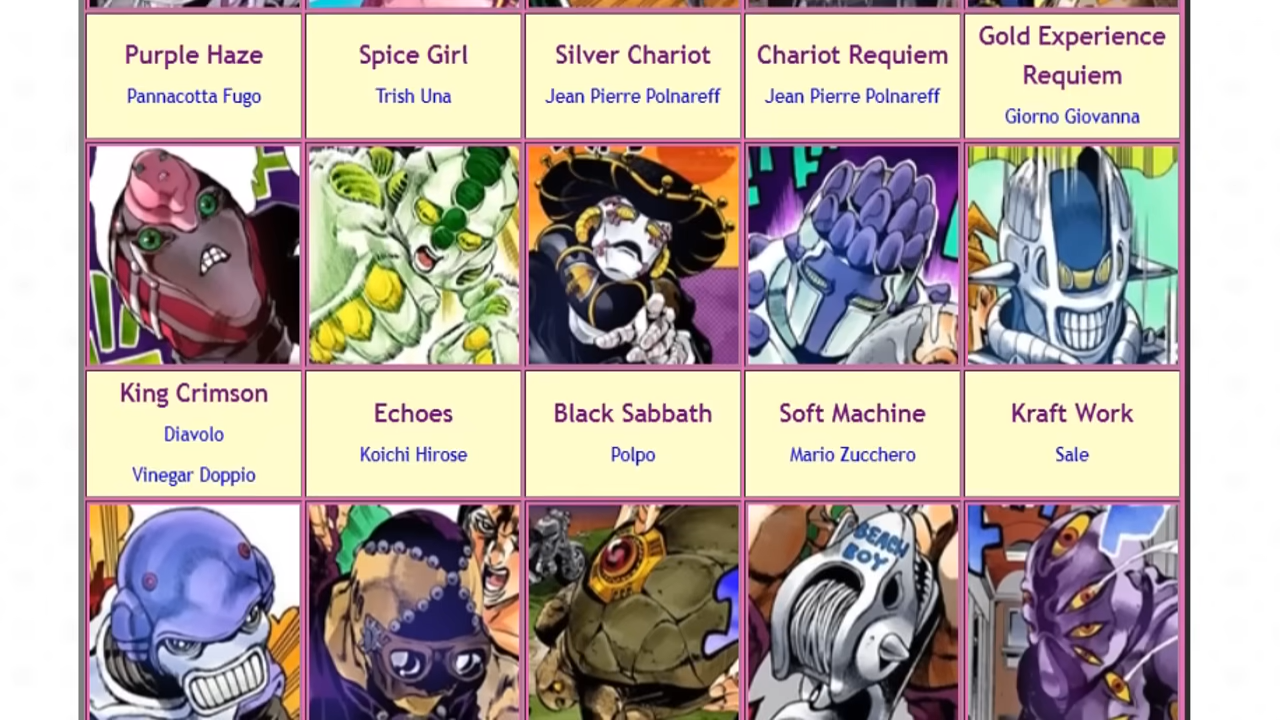 Purple Haze
Pannacotta Fugo
Spice Girl
Trish Una
Silver Chariot
Jean Pierre Polnareff
Chariot Requiem
Jean Pierre Polnareff
Gold Experience
Requiem
Giorno Giovanna
King Crimson
Diavolo
Vinegar Doppio
Echoes
Koichi Hirose
Black Sabbath
Polpo
Soft Machine
Mario Zucchero
Kraft Work
Sale
BEACH
BOY